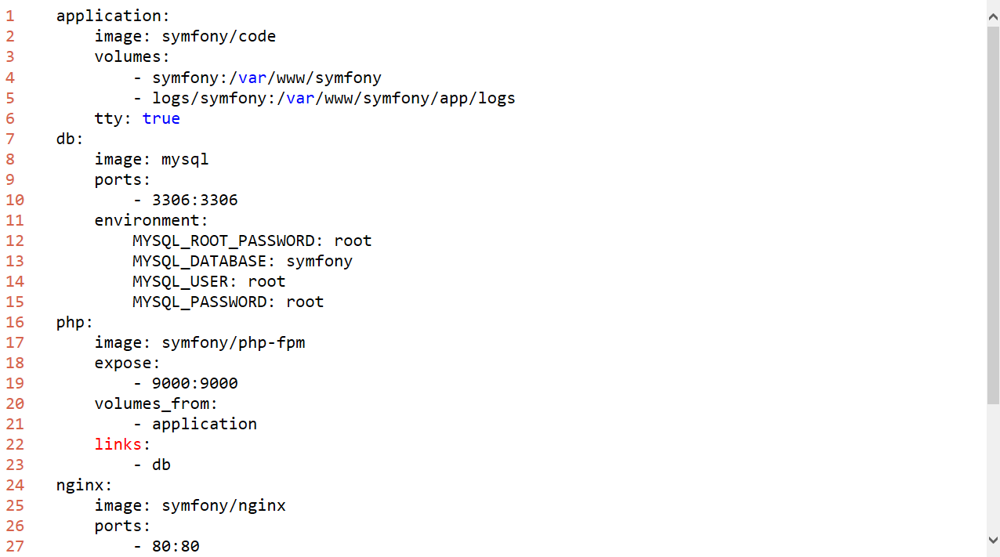 1 application:
2 image: symfony/code
3 volumes:
4 - symfony:/var/www/symfony
5 - logs/symfony:/var/www/symfony/app/logs
6 tty: true
7 db:
8 image: mysql
9 ports:
10 - 3306:3306
11 environment:
12 MYSQL_ROOT_PASSWORD: root
13 MYSQL_DATABASE: symfony
14 MYSQL_USER: root
15 MYSQL_PASSWORD: root
16 php:
17 image: symfony/php-fpm
18 expose:
19 - 9000:9000
20 volumes_from:
21 - application
22 links:
23 - db
24 nginx:
25 image: symfony/nginx
26 ports:
27 - 80:80